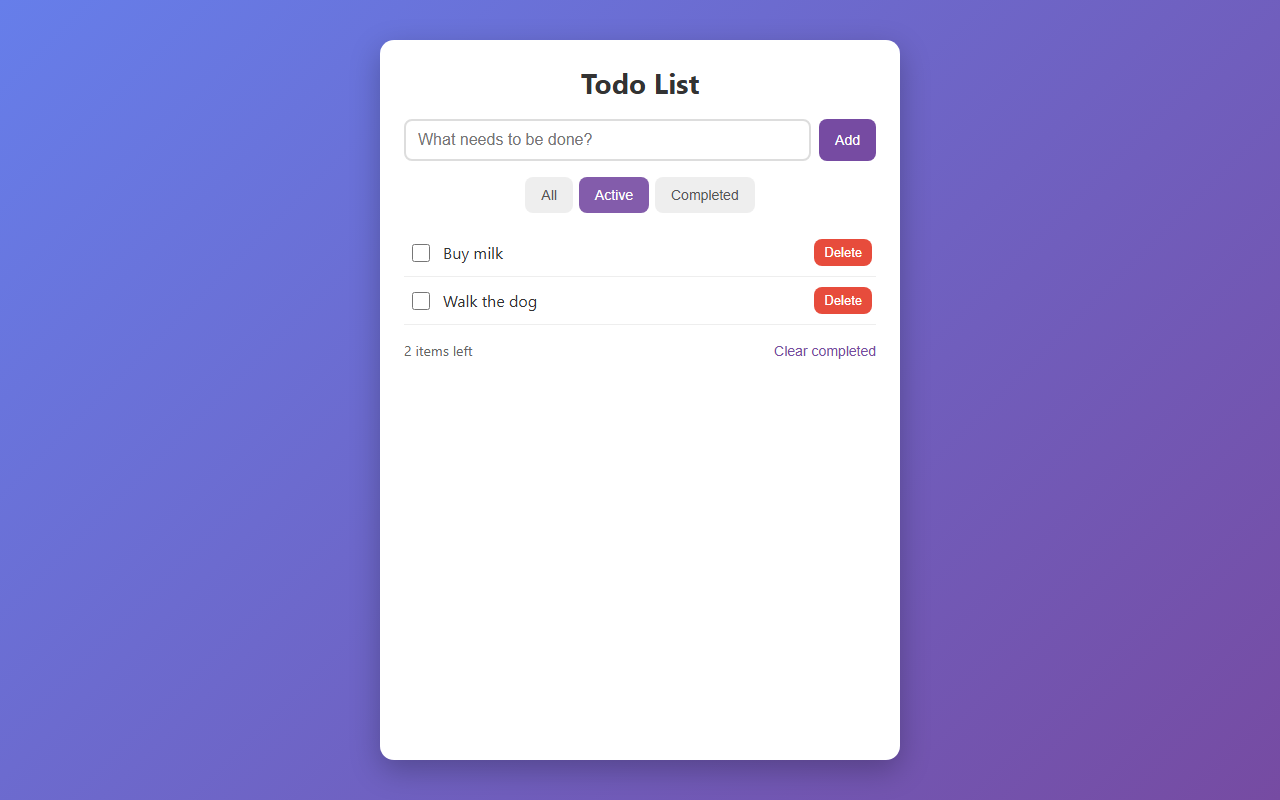 Todo List
What needs to be done? Add
All Active Completed
Buy milk Delete
Walk the dog Delete
2 items left Clear completed